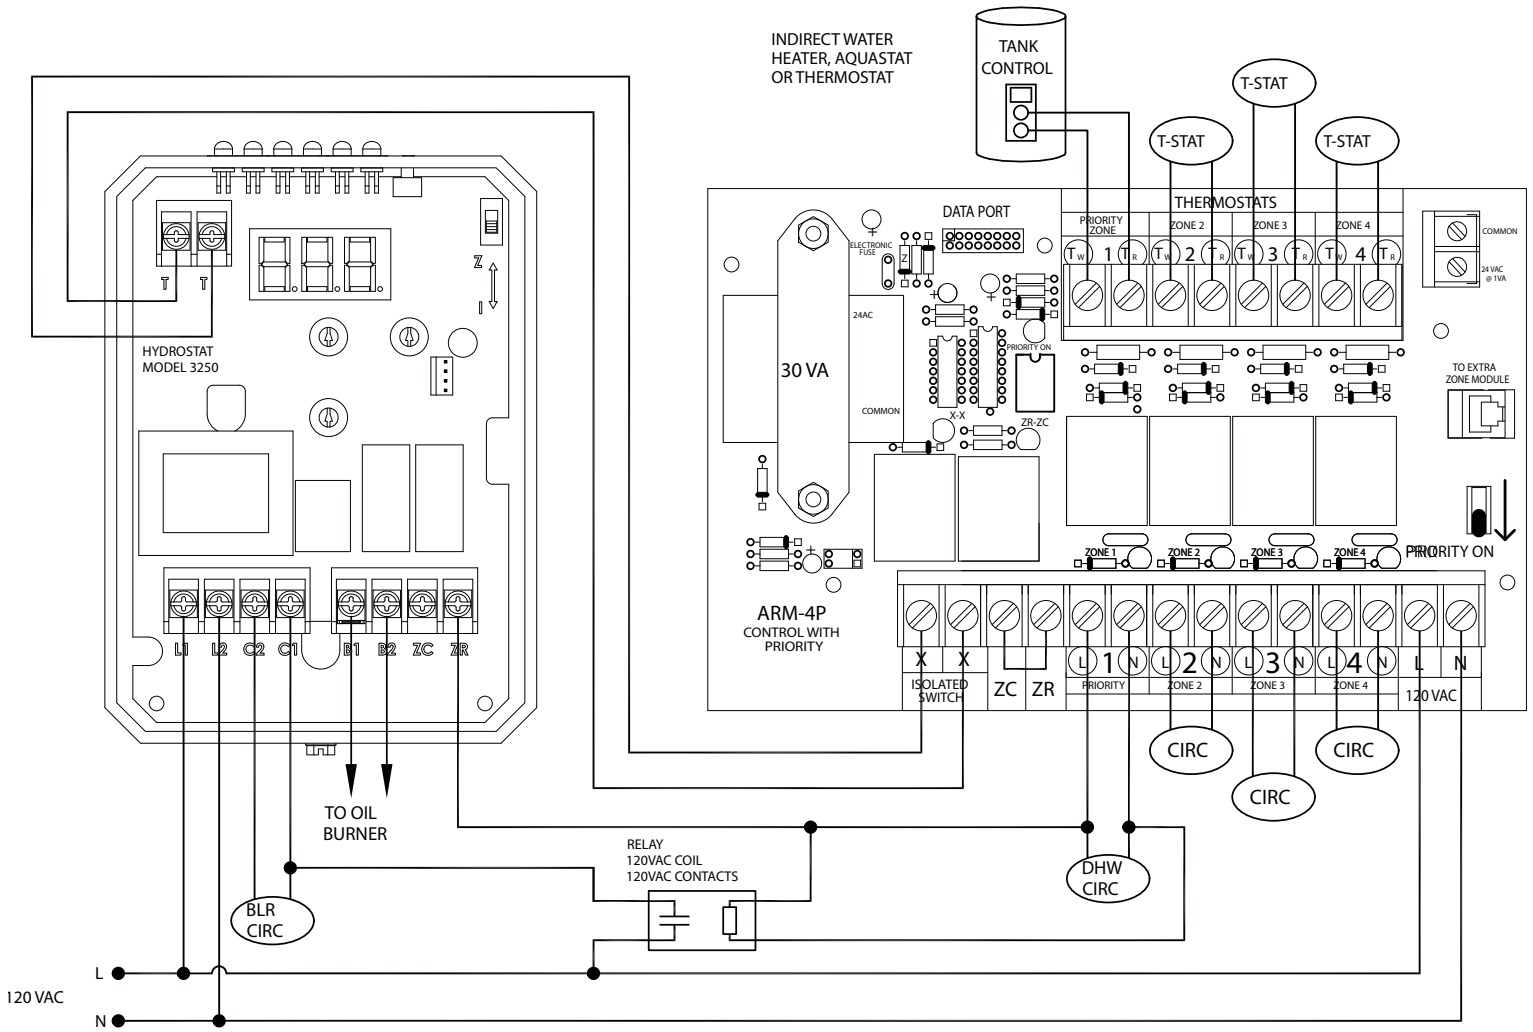 INDIRECT WATER
HEATER, AQUASTAT
OR THERMOSTAT
TANK
CONTROL
T-STAT
T-STAT
T-STAT
T
T
Z
I
HYDROSTAT
MODEL 3250
L1
L2
C2
C1
B1
B2
ZC
ZR
TO OIL
BURNER
BLR
CIRC
DATA PORT
ELECTRONIC
FUSE
Z
24AC
30 VA
COMMON
PRIORITY ON
X-X
ZR-ZC
THERMOSTATS
PRIORITY
ZONE
ZONE 2
ZONE 3
ZONE 4
TW 1 TR
TW 2 TR
TW 3 TR
TW 4 TR
COMMON
24 VAC
@ 1VA
TO EXTRA
ZONE MODULE
PRIORITY ON
ZONE 1
ZONE 2
ZONE 3
ZONE 4
ARM-4P
CONTROL WITH
PRIORITY
X X
ISOLATED
SWITCH
ZC
ZR
L 1 N
L 2 N
L 3 N
L 4 N
PRIORITY
ZONE 2
ZONE 3
ZONE 4
L N
120 VAC
CIRC
CIRC
CIRC
DHW
CIRC
RELAY
120VAC COIL
120VAC CONTACTS
L
120 VAC
N